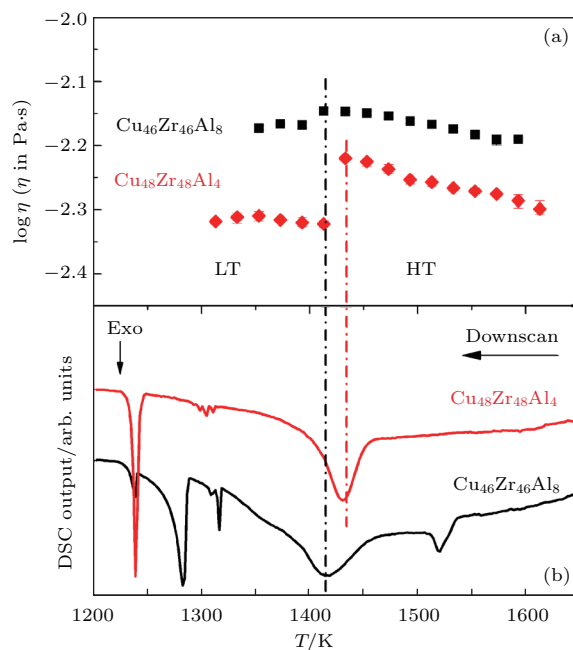 −2.0
(a)
−2.1
Cu₄₆Zr₄₆Al₈
−2.2
Cu₄₈Zr₄₈Al₄
−2.3
LT
HT
−2.4
log η (η in Pa·s)
Exo
Downscan
Cu₄₈Zr₄₈Al₄
Cu₄₆Zr₄₆Al₈
(b)
DSC output/arb. units
1200 1300 1400 1500 1600
T/K